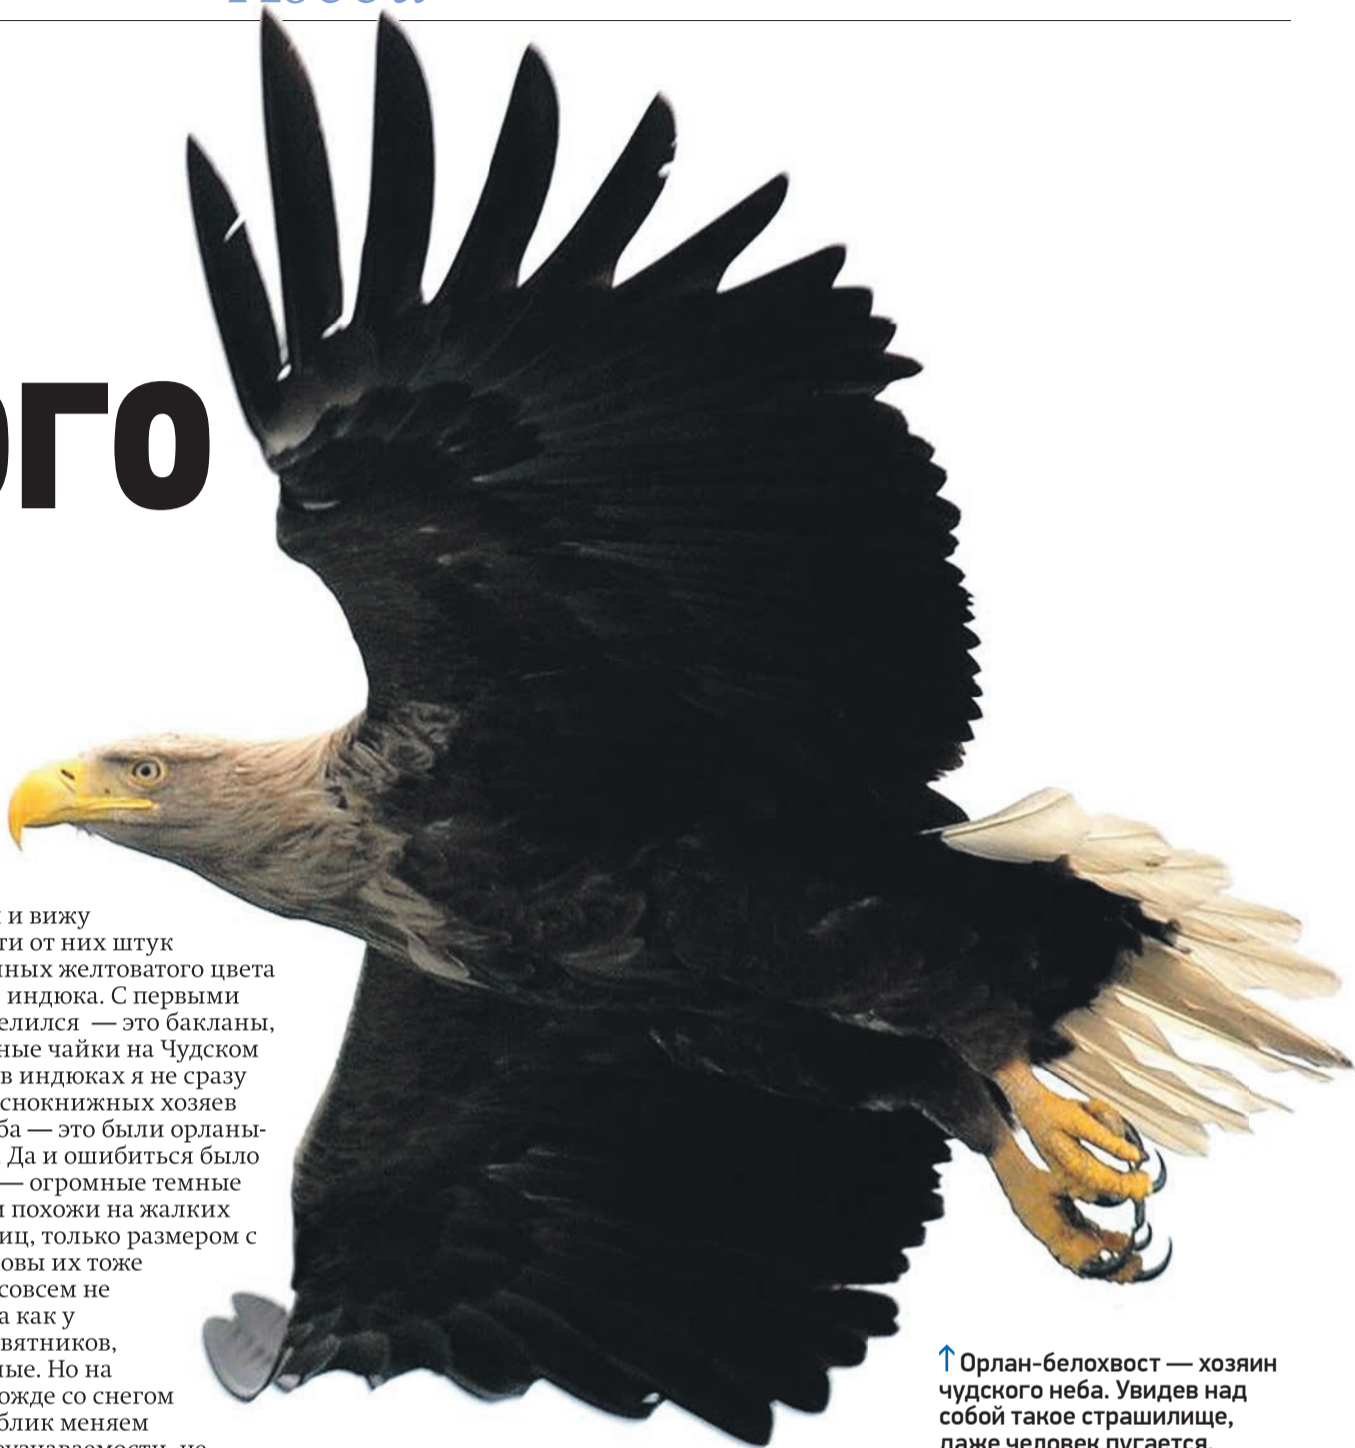 ого
и вижу
ти от них штук
нных желтоватого цвета
индюка. С первыми
елился — это бакланы,
ные чайки на Чудском
в индюках я не сразу
снокнижных хозяев
ба — это были орланы-
Да и ошибиться было
— огромные темные
и похожи на жалких
иц, только размером с
овы их тоже
совсем не
а как у
вятников,
ные. Но на
ожде со снегом
блик меняем
↑ Орлан-белохвост — хозяин
чудского неба. Увидев над
собой такое страшилище,
даже человек пугается.